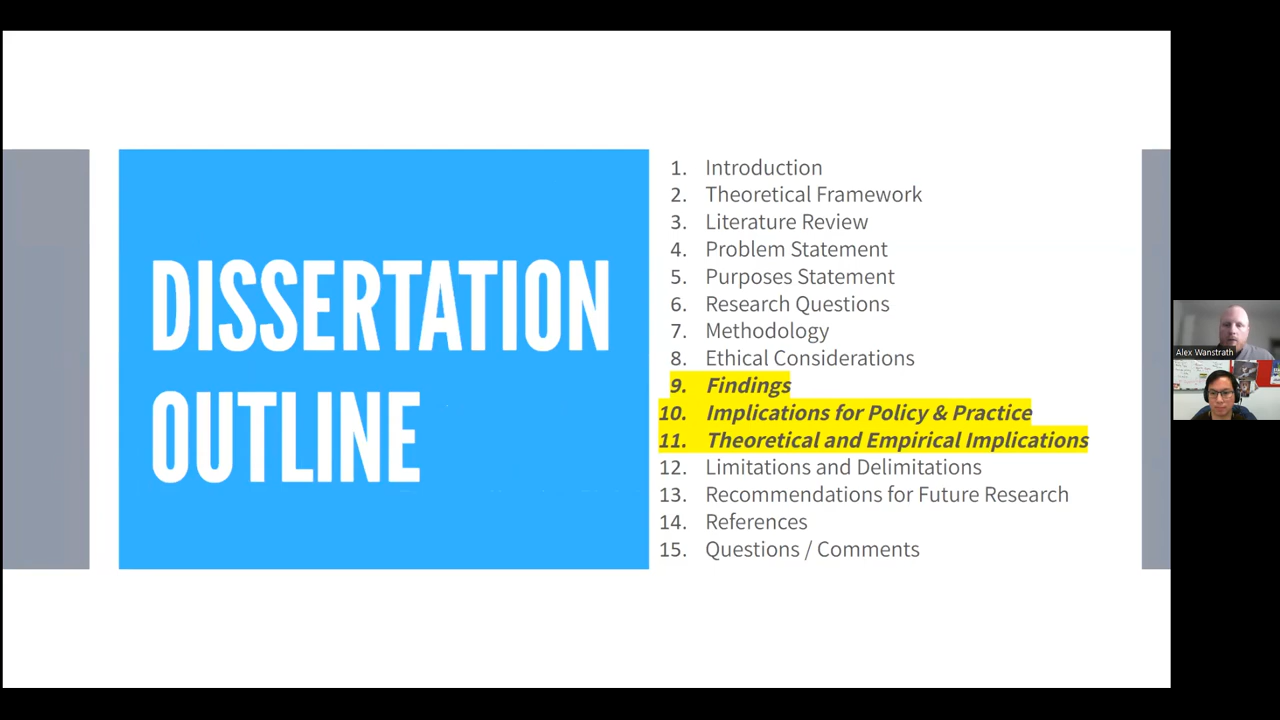 DISSERTATION
OUTLINE
1. Introduction
2. Theoretical Framework
3. Literature Review
4. Problem Statement
5. Purposes Statement
6. Research Questions
7. Methodology
8. Ethical Considerations
9. Findings
10. Implications for Policy & Practice
11. Theoretical and Empirical Implications
12. Limitations and Delimitations
13. Recommendations for Future Research
14. References
15. Questions / Comments
Alex Wanstrath